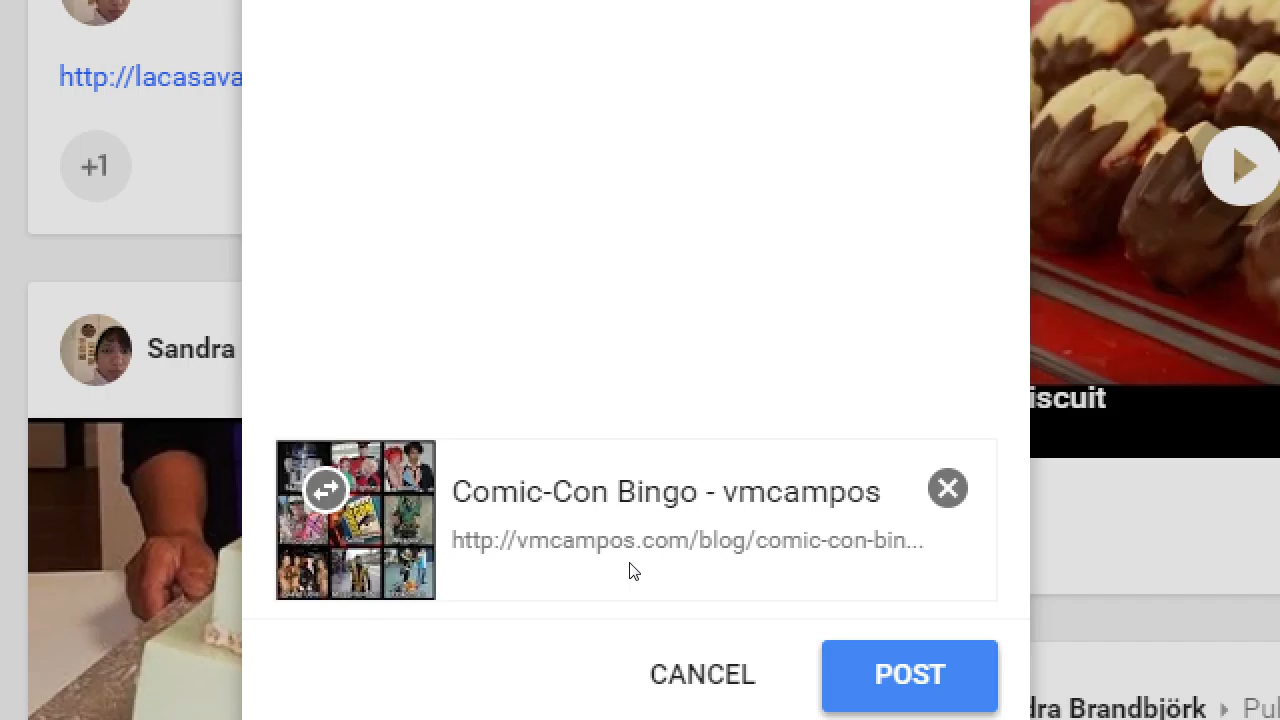 http://lacasava
+1
Sandra
iscuit
Comic-Con Bingo - vmcampos
http://vmcampos.com/blog/comic-con-bin...
CANCEL
POST
dra Brandbjörk
Pul